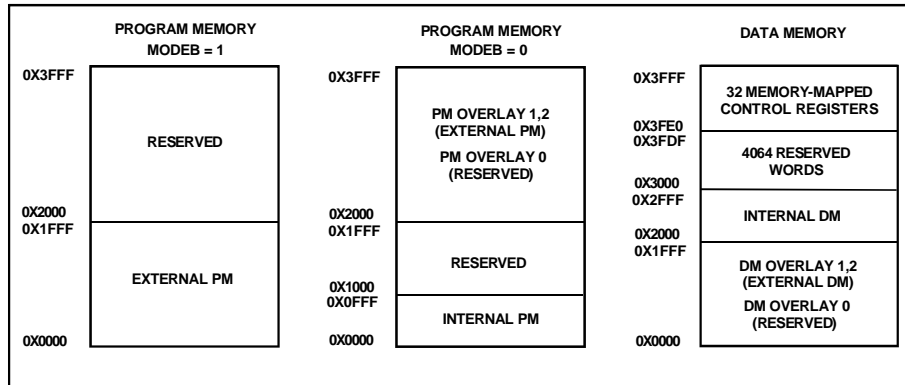 PROGRAM MEMORY
MODEB = 1
0X3FFF
RESERVED
0X2000
0X1FFF
EXTERNAL PM
0X0000
PROGRAM MEMORY
MODEB = 0
0X3FFF
PM OVERLAY 1,2
(EXTERNAL PM)
PM OVERLAY 0
(RESERVED)
0X2000
0X1FFF
RESERVED
0X1000
0X0FFF
INTERNAL PM
0X0000
DATA MEMORY
0X3FFF
32 MEMORY-MAPPED
CONTROL REGISTERS
0X3FE0
0X3FDF
4064 RESERVED
WORDS
0X3000
0X2FFF
INTERNAL DM
0X2000
0X1FFF
DM OVERLAY 1,2
(EXTERNAL DM)
DM OVERLAY 0
(RESERVED)
0X0000